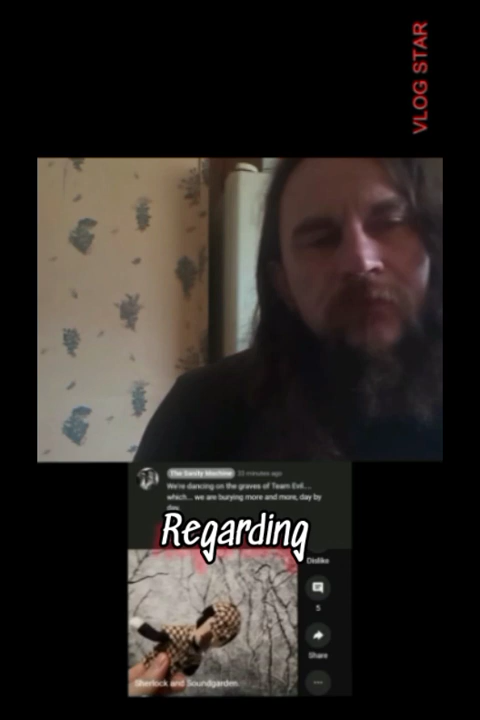 VLOG STAR
The Sanity Machine 33 minutes ago
We're dancing on the graves of Team Evil....
which... we are burying more and more, day by
day.
Regarding
Dislike
5
Share
Sherlock and Soundgarden.